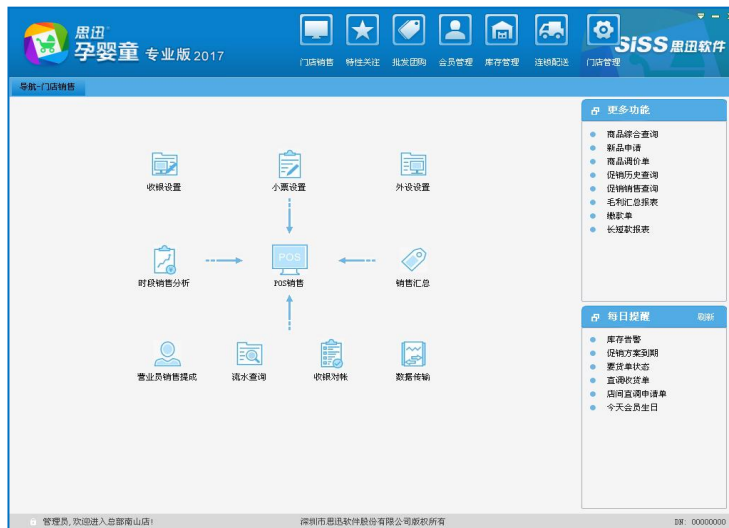 思迅
孕婴童 专业版 2017
门店销售 特性关注 批发团购 会员管理 库存管理 连锁配送 门店管理
SiSS 思迅软件
导航-门店销售
更多功能
商品综合查询
新品申请
商品调价单
促销历史查询
促销销售查询
毛利汇总报表
缴款单
长短款报表
收银设置 小票设置 外设设置
POS
时段销售分析 POS销售 销售汇总
营业员销售提成 流水查询 收银对帐 数据传输
每日提醒 刷新
库存告警
促销方案到期
要货单状态
直调收货单
店间直调申请单
今天会员生日
管理员,欢迎进入总部南山店! 深圳市思迅软件股份有限公司版权所有 DN: 00000000